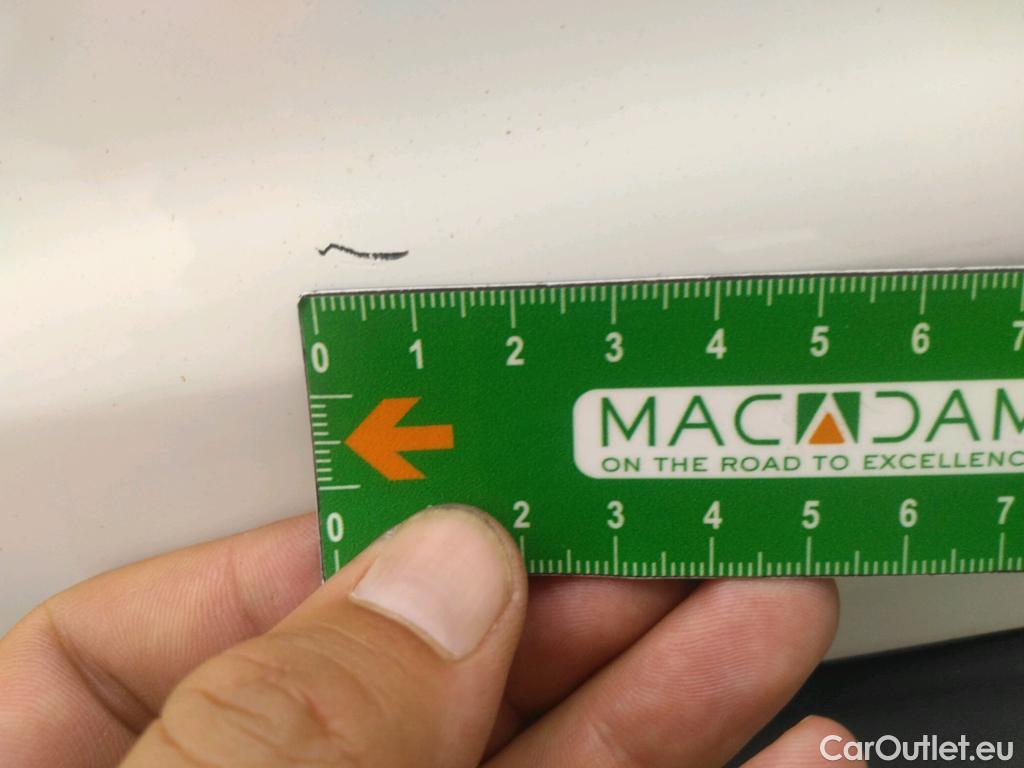 0 1 2 3 4 5 6 7
MACADAM
ON THE ROAD TO EXCELLENC
0 2 3 4 5 6 7
CarOutlet.eu